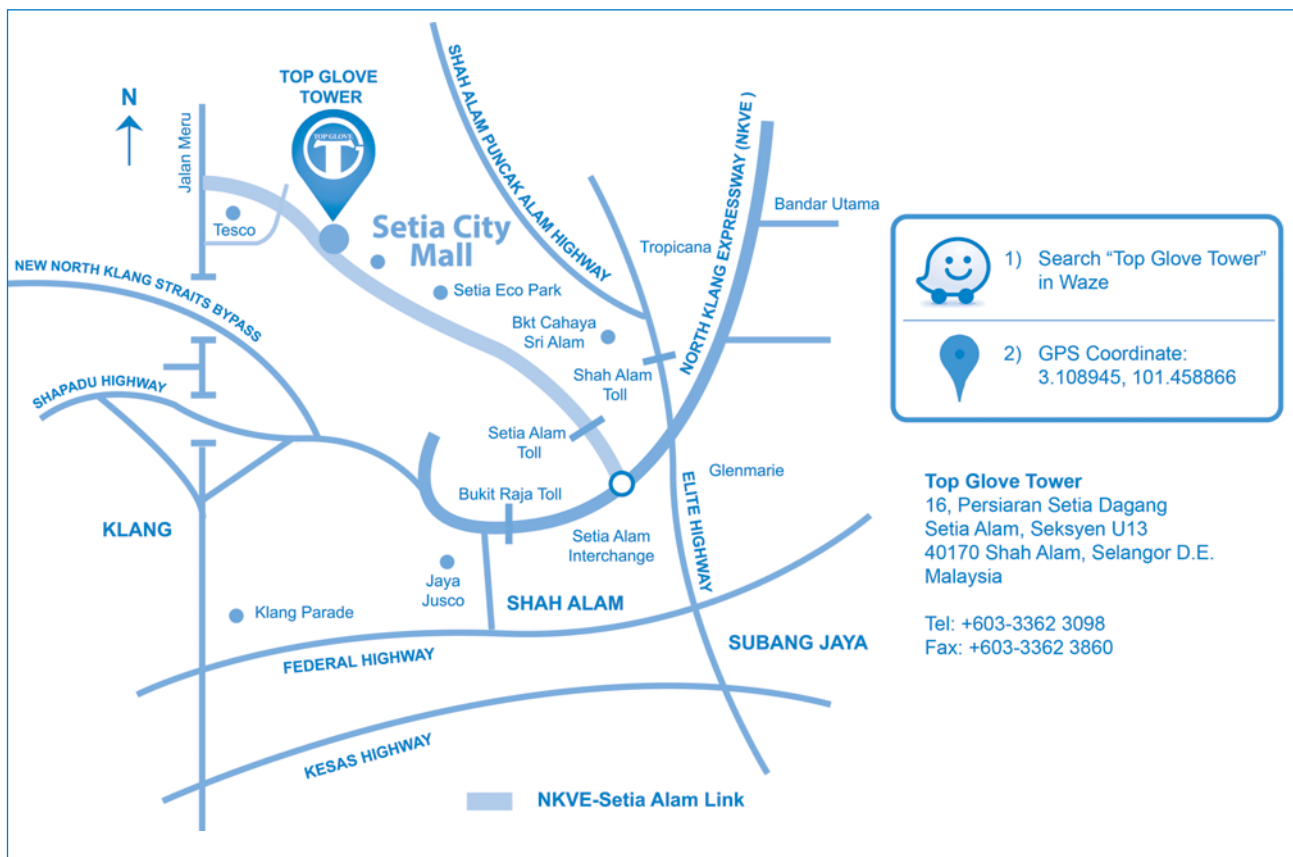 TOP GLOVE
TOWER
TOP GLOVE
N
Jalan Meru
Tesco
Setia City
Mall
Setia Eco Park
SHAH ALAM PUNCAK ALAM HIGHWAY
NORTH KLANG EXPRESSWAY (NKVE )
Bandar Utama
Tropicana
NEW NORTH KLANG STRAITS BYPASS
Bkt Cahaya
Sri Alam
Shah Alam
Toll
SHAPADU HIGHWAY
Setia Alam
Toll
Glenmarie
ELITE HIGHWAY
Bukit Raja Toll
KLANG
Setia Alam
Interchange
Jaya
Jusco
SHAH ALAM
Klang Parade
SUBANG JAYA
FEDERAL HIGHWAY
KESAS HIGHWAY
NKVE-Setia Alam Link
1) Search “Top Glove Tower”
in Waze
2) GPS Coordinate:
3.108945, 101.458866
Top Glove Tower
16, Persiaran Setia Dagang
Setia Alam, Seksyen U13
40170 Shah Alam, Selangor D.E.
Malaysia
Tel: +603-3362 3098
Fax: +603-3362 3860